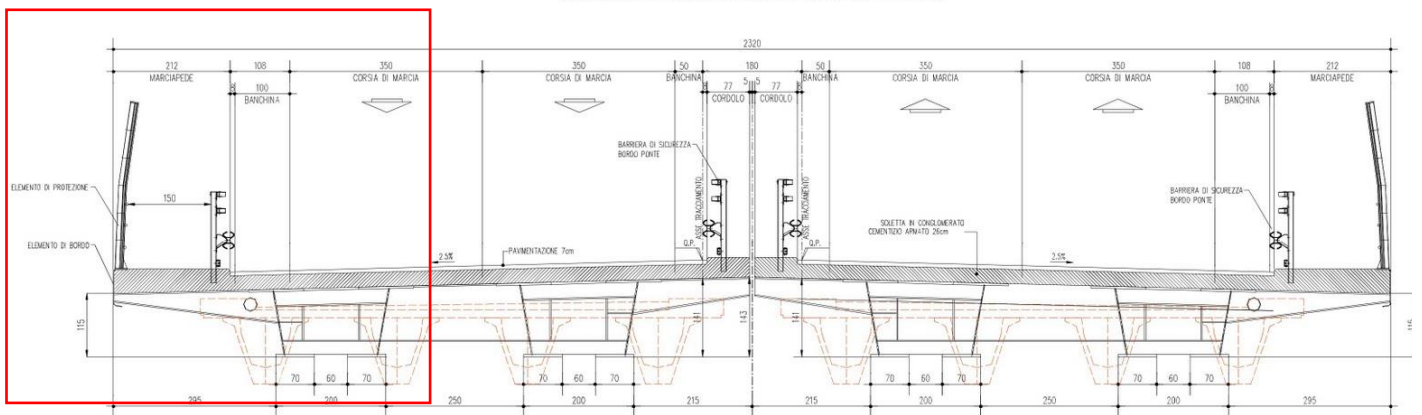 2320
212 108 350 350 50 180 50 350 350 108 212
MARCIAPEDE CORSIA DI MARCIA CORSIA DI MARCIA BANCHINA BANCHINA CORSIA DI MARCIA CORSIA DI MARCIA MARCIAPEDE
8 100 8 77 5 5 77 8 100 8
BANCHINA CORDOLO CORDOLO BANCHINA
BARRIERA DI SICUREZZA
BORDO PONTE
ELEMENTO DI PROTEZIONE
150
BARRIERA DI SICUREZZA
BORDO PONTE
ASSE TRACCIAMENTO
ASSE TRACCIAMENTO
SOLETTA IN CONGLOMERATO
CEMENTIZIO ARMATO 26cm
ELEMENTO DI BORDO
2.5%
PAVIMENTAZIONE 7cm
Q.P.
Q.P.
2.5%
115 141 143 141
70 60 70 70 60 70 70 60 70 70 60 70
295 200 250 200 215 215 200 250 200 295